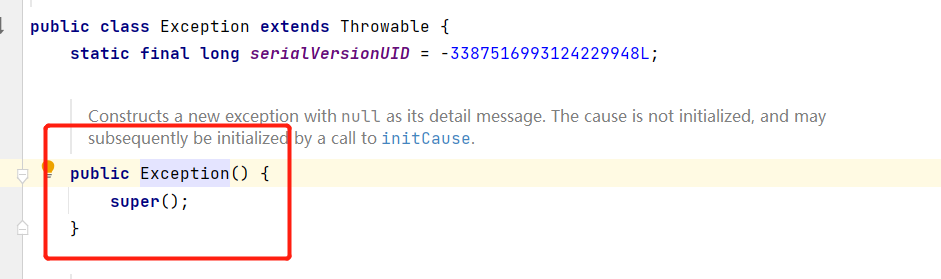 public class Exception extends Throwable {
static final long serialVersionUID = -3387516993124229948L;
Constructs a new exception with null as its detail message. The cause is not initialized, and may
subsequently be initialized by a call to initCause.
public Exception() {
super();
}